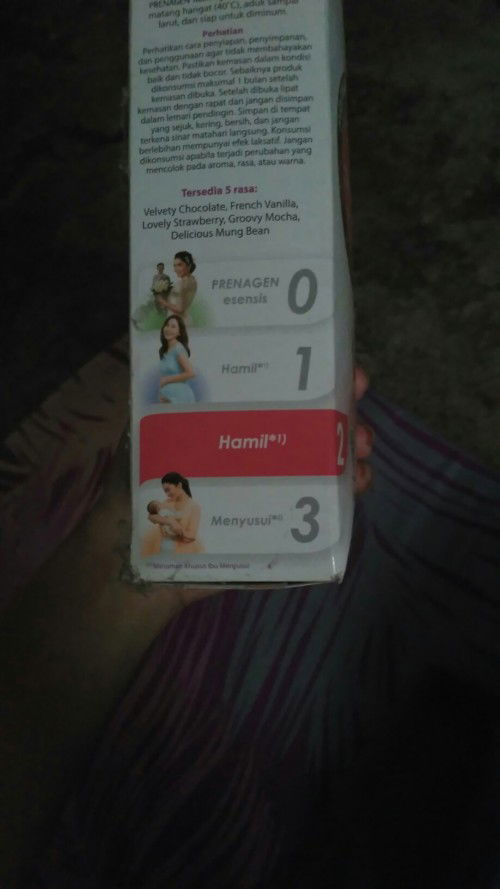 matang hangat (40°C), aduk sampai
larut, dan siap untuk diminum.
Perhatian
Perhatikan cara penyiapan, penyimpanan,
dan penggunaan agar tidak membahayakan
kesehatan. Pastikan kemasan dalam kondisi
baik dan tidak bocor. Sebaiknya produk
dikonsumsi maksimal 1 bulan setelah
kemasan dibuka. Setelah dibuka lipat
kemasan dengan rapat dan jangan disimpan
dalam lemari pendingin. Simpan di tempat
yang sejuk, kering, bersih, dan jangan
terkena sinar matahari langsung. Konsumsi
berlebihan mempunyai efek laksatif. Jangan
dikonsumsi apabila terjadi perubahan yang
mencolok pada aroma, rasa, atau warna.
Tersedia 5 rasa:
Velvety Chocolate, French Vanilla,
Lovely Strawberry, Groovy Mocha,
Delicious Mung Bean
PRENAGEN
esensis 0
Hamil 1
Hamil*1) 2
Menyusui 3
Minuman Khusus Ibu Menyusui